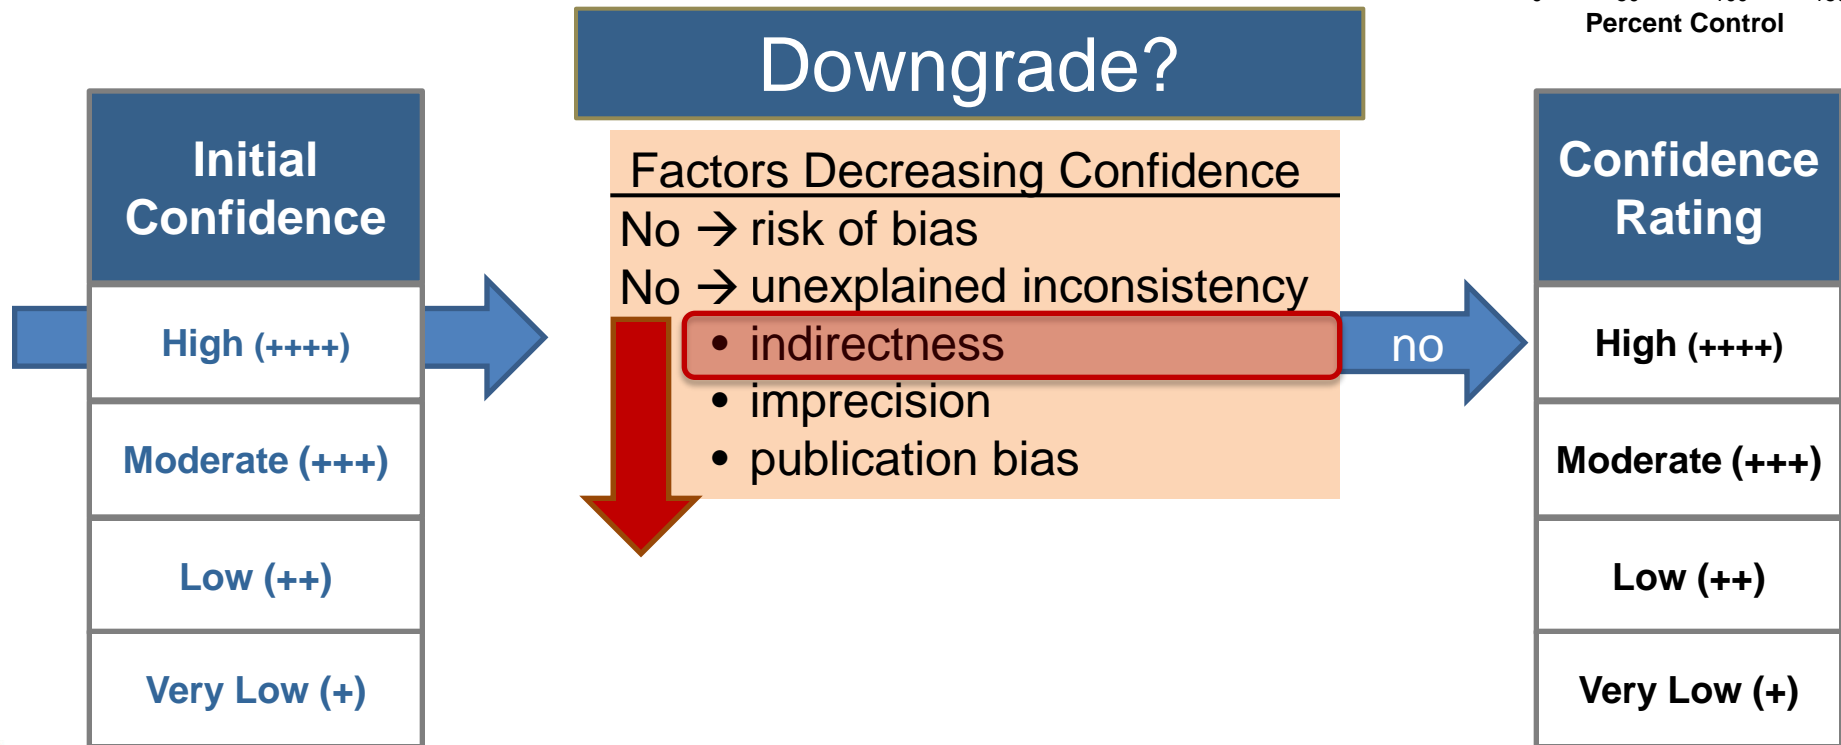 Percent Control
Downgrade?
Initial
Confidence
High (++++)
Moderate (+++)
Low (++)
Very Low (+)
Factors Decreasing Confidence
No → risk of bias
No → unexplained inconsistency
• indirectness
• imprecision
• publication bias
no
Confidence
Rating
High (++++)
Moderate (+++)
Low (++)
Very Low (+)